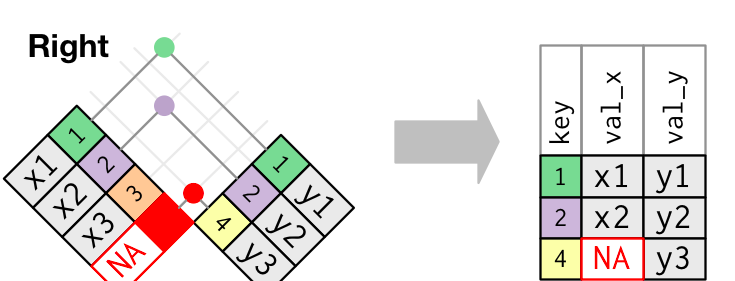 Right
1
x1
2
x2
3
x3
NA
1
y1
2
y2
4
y3
key val_x val_y
1 x1 y1
2 x2 y2
4 NA y3